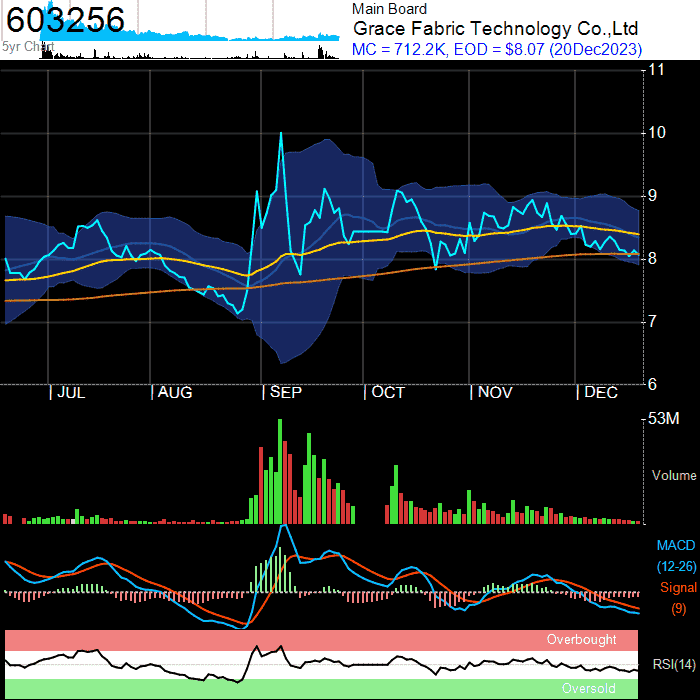 603256
5yr Chart
Main Board
Grace Fabric Technology Co.,Ltd
MC = 712.2K, EOD = $8.07 (20Dec2023)
11
10
9
8
7
6
| JUL | AUG | SEP | OCT | NOV | DEC
53M
Volume
MACD
(12-26)
Signal
(9)
Overbought
RSI(14)
Oversold